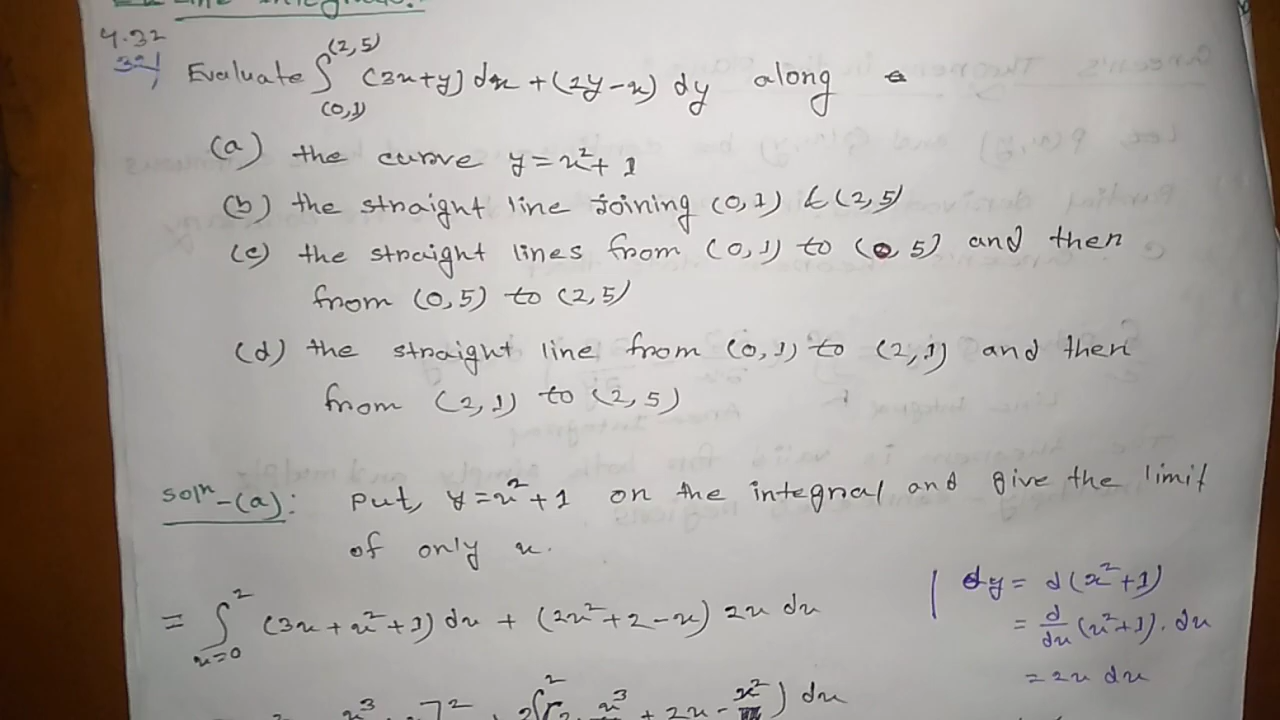 Line Integrals:
4.32
32)
Evaluate ∫_(0,1)^(2,5) (3x+y) dx + (2y-x) dy along
(a) the curve y = x² + 1
(b) the straight line joining (0,1) & (2,5)
(c) the straight lines from (0,1) to (0,5) and then
from (0,5) to (2,5)
(d) the straight line from (0,1) to (2,1) and then
from (2,1) to (2,5)
solⁿ-(a): Put, y = x² + 1 on the integral and give the limit
of only x.
= ∫_{x=0}^2 (3x + x² + 1) dx + (2x² + 2 - x) 2x dx
| dy = d(x²+1)
= d/dx (x²+1). dx
= 2x dx